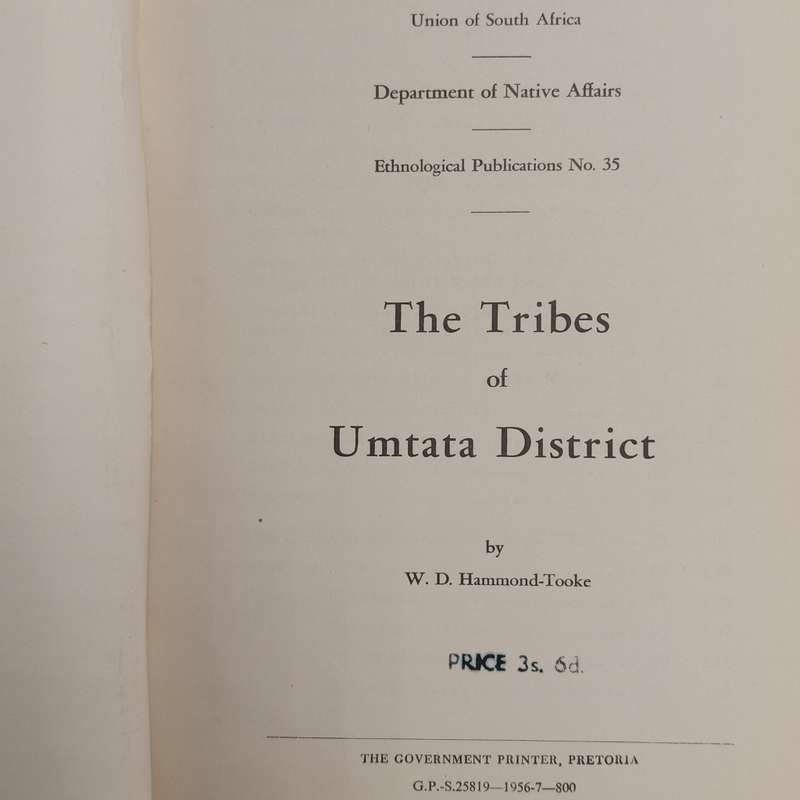 Union of South Africa
Department of Native Affairs
Ethnological Publications No. 35
The Tribes
of
Umtata District
by
W. D. Hammond-Tooke
PRICE 3s. 6d.
THE GOVERNMENT PRINTER, PRETORIA
G.P.-S.25819—1956-7—800